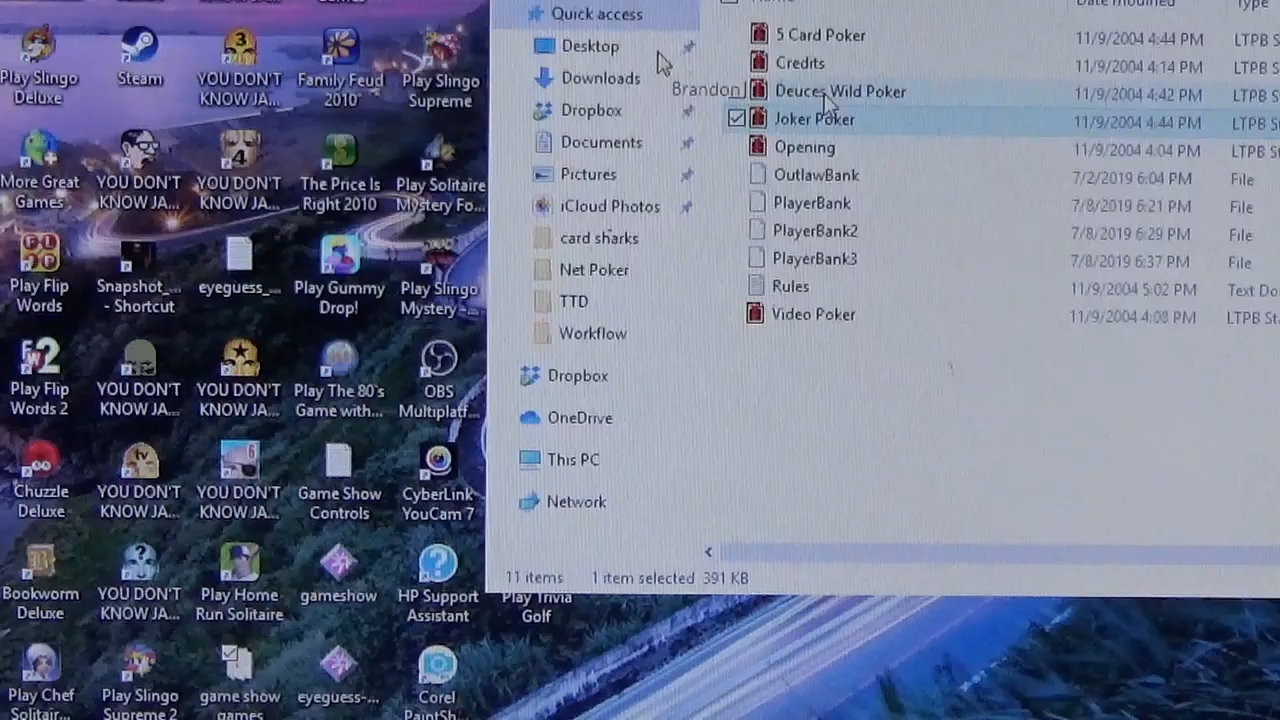 Play Slingo
Deluxe
Steam
YOU DON'T
KNOW JA...
Family Feud
2010
Play Slingo
Supreme
More Great
Games
YOU DON'T
KNOW JA...
YOU DON'T
KNOW JA...
The Price Is
Right 2010
Play Solitaire
Mystery Fo...
Play Flip
Words
Snapshot_...
- Shortcut
eyeguess_...
Play Gummy
Drop!
Play Slingo
Mystery -...
Play Flip
Words 2
YOU DON'T
KNOW JA...
YOU DON'T
KNOW JA...
Play The 80's
Game with...
OBS
Multiplatf...
Chuzzle
Deluxe
YOU DON'T
KNOW JA...
YOU DON'T
KNOW JA...
Game Show
Controls
CyberLink
YouCam 7
Bookworm
Deluxe
YOU DON'T
KNOW JA...
Play Home
Run Solitaire
gameshow
HP Support
Assistant
Play Trivia
Golf
Play Chef
Solitair...
Play Slingo
Supreme 2
game show
games
eyeguess-...
Corel
PaintSh...
Quick access
Desktop
Downloads
Dropbox
Documents
Pictures
iCloud Photos
card sharks
Net Poker
TTD
Workflow
Dropbox
OneDrive
This PC
Network
BrandonJ
Name
Date modified
Type
5 Card Poker 11/9/2004 4:44 PM LTPB S
Credits 11/9/2004 4:14 PM LTPB S
Deuces Wild Poker 11/9/2004 4:42 PM LTPB S
Joker Poker 11/9/2004 4:44 PM LTPB S
Opening 11/9/2004 4:04 PM LTPB S
OutlawBank 7/2/2019 6:04 PM File
PlayerBank 7/8/2019 6:21 PM File
PlayerBank2 7/8/2019 6:29 PM File
PlayerBank3 7/8/2019 6:37 PM File
Rules 11/9/2004 5:02 PM Text Do
Video Poker 11/9/2004 4:08 PM LTPB S
11 items 1 item selected 391 KB